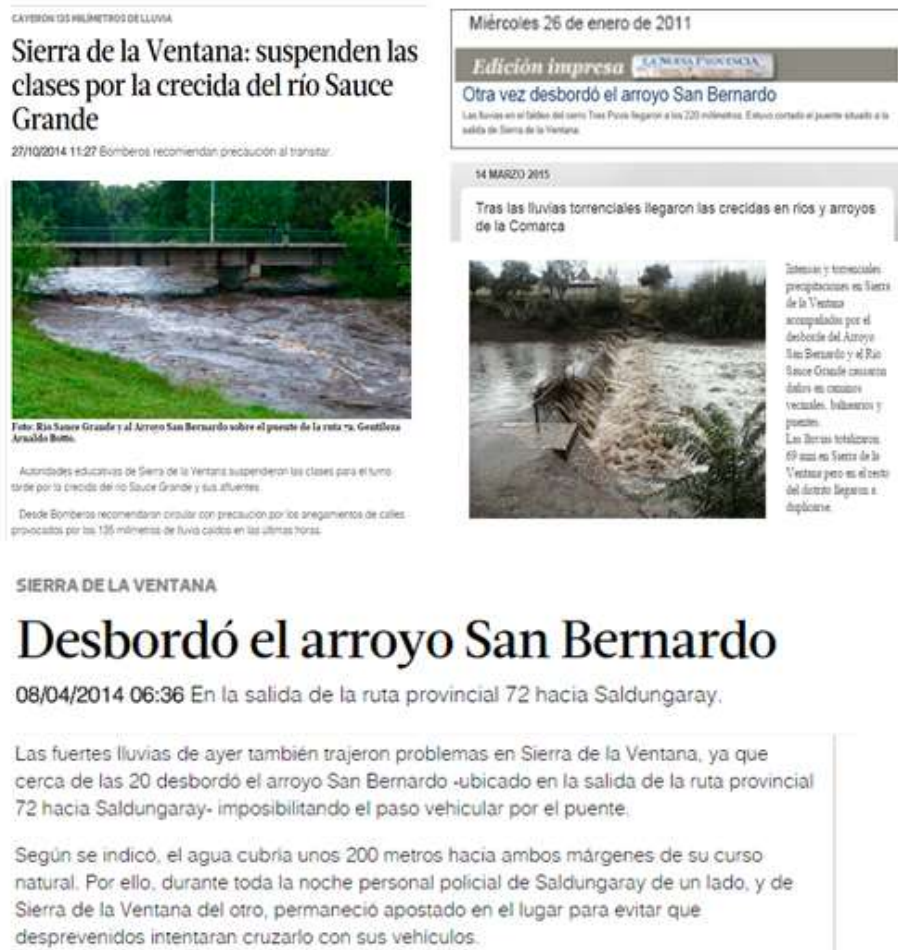 CAYERON 135 MILÍMETROS DE LLUVIA
Sierra de la Ventana: suspenden las
clases por la crecida del río Sauce
Grande
27/10/2014 11:27 Bomberos recomiendan precaución al transitar.
Foto: Río Sauce Grande y al Arroyo San Bernardo sobre el puente de la ruta 72. Gentileza
Arnaldo Botto.
Autoridades educativas de Sierra de la Ventana suspendieron las clases para el turno
tarde por la crecida del río Sauce Grande y sus afluentes.
Desde Bomberos recomendaron circular con precaución por los anegamientos de calles
provocados por los 135 milímetros de lluvia caídos en las últimas horas.
Miércoles 26 de enero de 2011
Edición impresa LA NUEVA PROVINCIA
Otra vez desbordó el arroyo San Bernardo
Las lluvias en el faldeo del cerro Tres Picos llegaron a los 220 milímetros. Estuvo cortado el puente situado a la
salida de Sierra de la Ventana.
14 MARZO 2015
Tras las lluvias torrenciales llegaron las crecidas en ríos y arroyos
de la Comarca
Intensas y torrenciales
precipitaciones en Sierra
de la Ventana
acompañadas por el
desborde del Arroyo
San Bernardo y el Río
Sauce Grande causaron
daños en caminos
vecinales, balnearios y
puentes.
Las lluvias totalizaron
69 mm en Sierra de la
Ventana pero en el resto
del distrito llegaron a
duplicarse.
SIERRA DE LA VENTANA
Desbordó el arroyo San Bernardo
08/04/2014 06:36 En la salida de la ruta provincial 72 hacia Saldungaray.
Las fuertes lluvias de ayer también trajeron problemas en Sierra de la Ventana, ya que
cerca de las 20 desbordó el arroyo San Bernardo -ubicado en la salida de la ruta provincial
72 hacia Saldungaray- imposibilitando el paso vehicular por el puente.
Según se indicó, el agua cubría unos 200 metros hacia ambos márgenes de su curso
natural. Por ello, durante toda la noche personal policial de Saldungaray de un lado, y de
Sierra de la Ventana del otro, permaneció apostado en el lugar para evitar que
desprevenidos intentaran cruzarlo con sus vehículos.